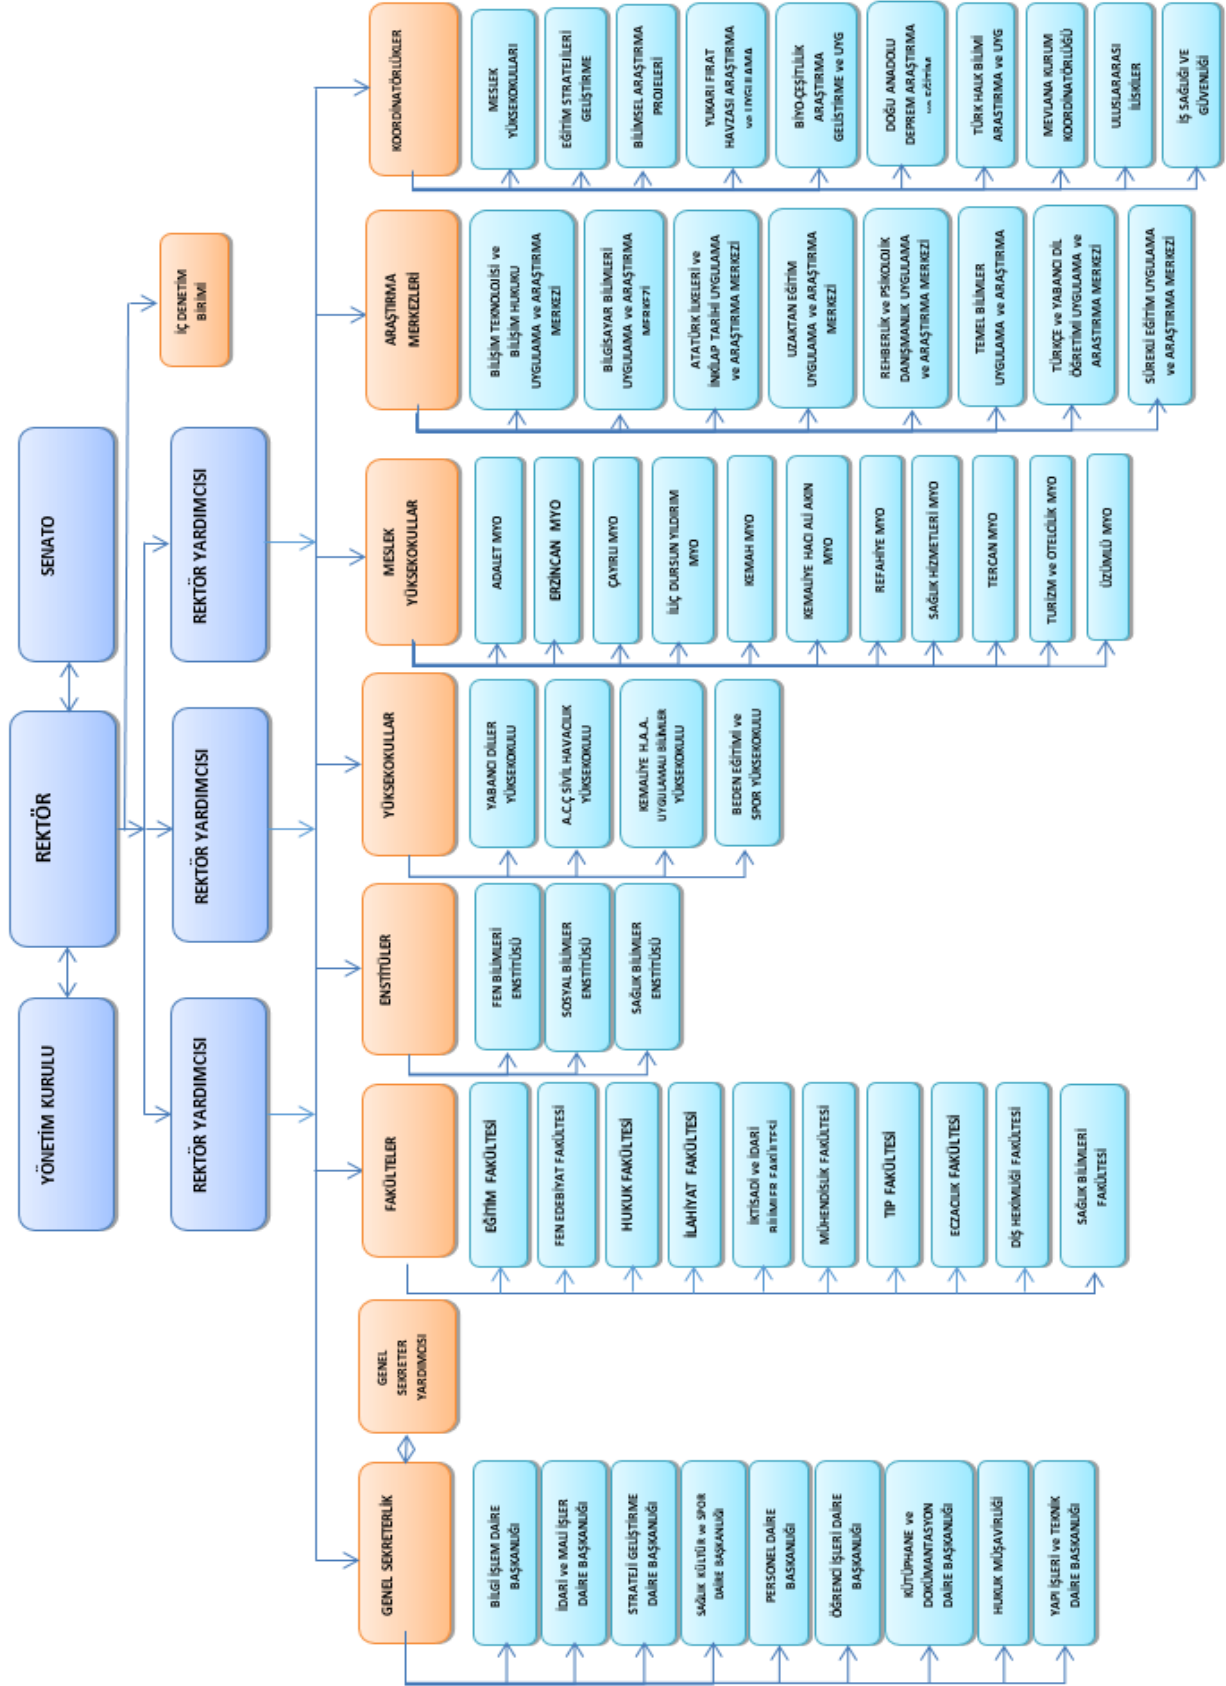 YÖNETİM KURULU
REKTÖR
SENATO
REKTÖR YARDIMCISI
REKTÖR YARDIMCISI
REKTÖR YARDIMCISI
İÇ DENETİM
BİRİMİ
GENEL SEKRETERLİK
GENEL
SEKRETER
YARDIMCISI
FAKÜLTELER
ENSTİTÜLER
YÜKSEKOKULLAR
MESLEK
YÜKSEKOKULLAR
ARAŞTIRMA
MERKEZLERİ
KOORDİNATÖRLÜKLER
BİLGİ İŞLEM DAİRE
BAŞKANLIĞI
İDARİ ve MALİ İŞLER
DAİRE BAŞKANLIĞI
STRATEJİ GELİŞTİRME
DAİRE BAŞKANLIĞI
SAĞLIK KÜLTÜR ve SPOR
DAİRE BAŞKANLIĞI
PERSONEL DAİRE
BASKANLIĞI
ÖĞRENCİ İŞLERİ DAİRE
BAŞKANLIĞI
KÜTÜPHANE ve
DOKÜMANTASYON
DAİRE BAŞKANLIĞI
HUKUK MÜŞAVİRLİĞİ
YAPI İŞLERİ ve TEKNİK
DAİRE BASKANLIĞI
EĞİTİM FAKÜLTESİ
FEN EDEBİYAT FAKÜLTESİ
HUKUK FAKÜLTESİ
İLAHİYAT FAKÜLTESİ
İKTİSADİ ve İDARİ
BİLİMLER FAKÜLTESİ
MÜHENDİSLİK FAKÜLTESİ
TIP FAKÜLTESİ
ECZACILIK FAKÜLTESİ
DİŞ HEKİMLİĞİ FAKÜLTESİ
SAĞLIK BİLİMLERİ
FAKÜLTESİ
FEN BİLİMLERİ
ENSTİTÜSÜ
SOSYAL BİLİMLER
ENSTİTÜSÜ
SAĞLIK BİLİMLER
ENSTİTÜSÜ
YABANCI DİLLER
YÜKSEKOKULU
A.C.Ç SİVİL HAVACILIK
YÜKSEKOKULU
KEMALİYE H.A.A.
UYGULAMALI BİLİMLER
YÜKSEKOKULU
BEDEN EĞİTİMİ ve
SPOR YÜKSEKOKULU
ADALET MYO
ERZİNCAN MYO
ÇAYIRLI MYO
İLİÇ DURSUN YILDIRIM
MYO
KEMAH MYO
KEMALİYE HACI ALİ AKIN
MYO
REFAHİYE MYO
SAĞLIK HİZMETLERİ MYO
TERCAN MYO
TURİZM ve OTELCİLİK MYO
ÜZÜMLÜ MYO
BİLİŞİM TEKNOLOJİSİ ve
BİLİŞİM HUKUKU
UYGULAMA ve ARAŞTIRMA
MERKEZİ
BİLGİSAYAR BİLİMLERİ
UYGULAMA ve ARAŞTIRMA
MERKEZİ
ATATÜRK İLKELERİ ve
İNKILAP TARİHİ UYGULAMA
ve ARAŞTIRMA MERKEZİ
UZAKTAN EĞİTİM
UYGULAMA ve ARAŞTIRMA
MERKEZİ
REHBERLİK ve PSİKOLOJİK
DANIŞMANLIK UYGULAMA
ve ARAŞTIRMA MERKEZİ
TEMEL BİLİMLER
UYGULAMA ve ARAŞTIRMA
TÜRKÇE ve YABANCI DİL
ÖĞRETİMİ UYGULAMA ve
ARASTIRMA MERKEZİ
SÜREKLİ EĞİTİM UYGULAMA
ve ARAŞTIRMA MERKEZİ
MESLEK
YÜKSEKOKULLARI
EĞİTİM STRATEJİLERİ
GELİŞTİRME
BİLİMSEL ARAŞTIRMA
PROJELERİ
YUKARI FIRAT
HAVZASI ARAŞTIRMA
ve UYGULAMA
BİYO-ÇEŞİTLİLİK
ARAŞTIRMA
GELİSTİRME ve UYG
DOĞU ANADOLU
DEPREM ARAŞTIRMA
ve EĞİTİM
TÜRK HALK BİLİMİ
ARAŞTIRMA ve UYG
MEVLANA KURUM
KOORDİNATÖRLÜĞÜ
ULUSLARARASI
İLİSKİLER
İŞ SAĞLIĞI VE
GÜVENLİĞİ